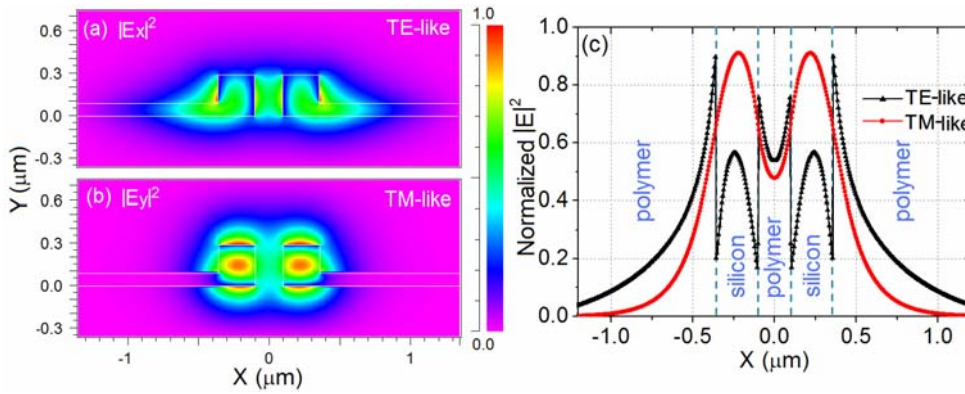 (a) |Ex|² TE-like
Y (μm)
0.6
0.3
0.0
-0.3
(b) |Ey|² TM-like
0.6
0.3
0.0
-0.3
-1 0 1
X (μm)
1.0
0.0
(c)
TE-like
TM-like
Normalized |E|²
1.0
0.8
0.6
0.4
0.2
0.0
polymer
silicon
polymer
silicon
polymer
-1.0 -0.5 0.0 0.5 1.0
X (μm)